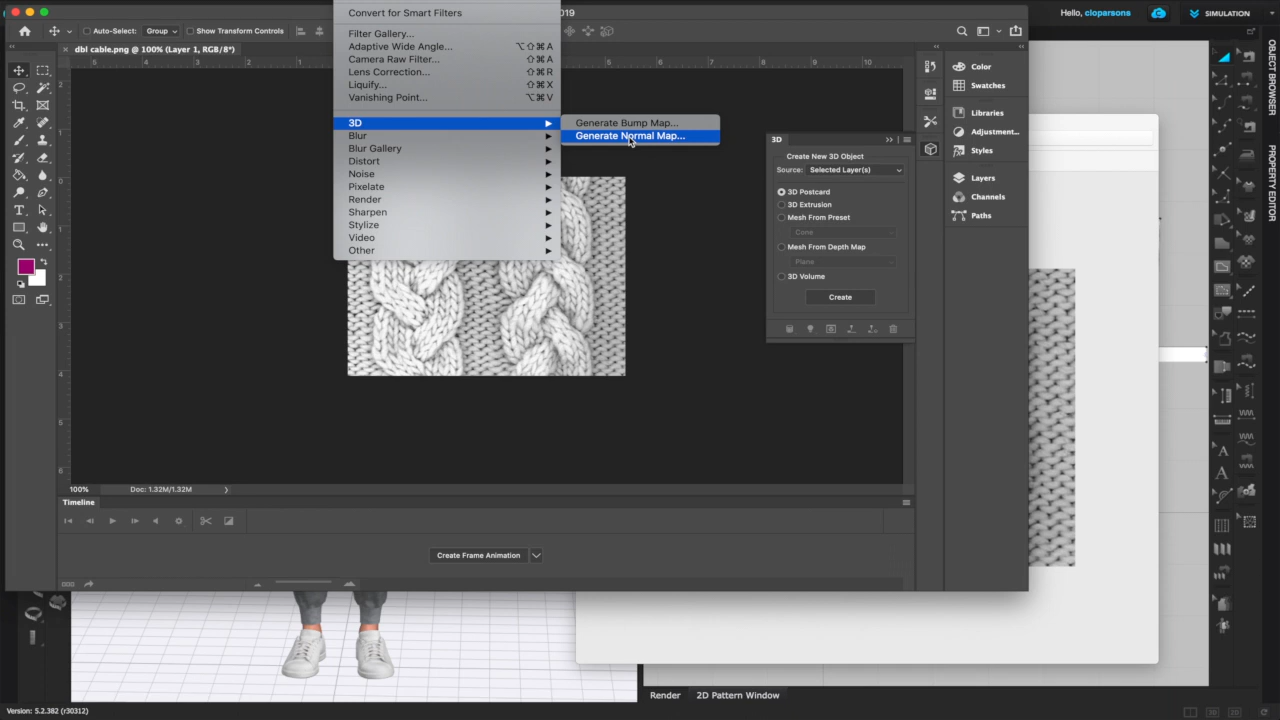 Convert for Smart Filters
2019
Hello, cloparsons
SIMULATION
Auto-Select:
Group
Show Transform Controls
Filter Gallery...
Adaptive Wide Angle... ⌥⇧⌘A
Camera Raw Filter... ⇧⌘A
Lens Correction... ⇧⌘R
Liquify... ⇧⌘X
Vanishing Point... ⌥⌘V
dbl cable.png @ 100% (Layer 1, RGB/8*)
3D
Blur
Blur Gallery
Distort
Noise
Pixelate
Render
Sharpen
Stylize
Video
Other
Generate Bump Map...
Generate Normal Map...
3D
Create New 3D Object
Source: Selected Layer(s)
3D Postcard
3D Extrusion
Mesh From Preset
Cone
Mesh From Depth Map
Plane
3D Volume
Create
Color
Swatches
Libraries
Adjustment...
Styles
Layers
Channels
Paths
OBJECT BROWSER
PROPERTY EDITOR
100%
Doc: 1.32M/1.32M
Timeline
Create Frame Animation
Render
2D Pattern Window
Version: 5.2.382 (r30312)